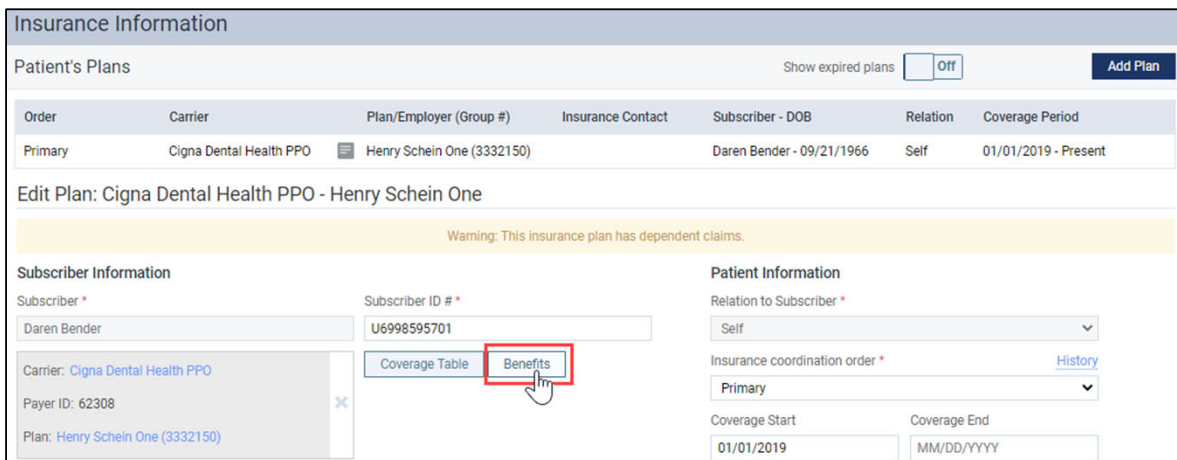 Insurance Information
Patient's Plans Show expired plans Off Add Plan
Order Carrier Plan/Employer (Group #) Insurance Contact Subscriber - DOB Relation Coverage Period
Primary Cigna Dental Health PPO Henry Schein One (3332150) Daren Bender - 09/21/1966 Self 01/01/2019 - Present
Edit Plan: Cigna Dental Health PPO - Henry Schein One
Warning: This insurance plan has dependent claims.
Subscriber Information Patient Information
Subscriber * Subscriber ID # * Relation to Subscriber *
Daren Bender U6998595701 Self
Carrier: Cigna Dental Health PPO Coverage Table Benefits Insurance coordination order * History
Payer ID: 62308 Primary
Plan: Henry Schein One (3332150) Coverage Start Coverage End
01/01/2019 MM/DD/YYYY